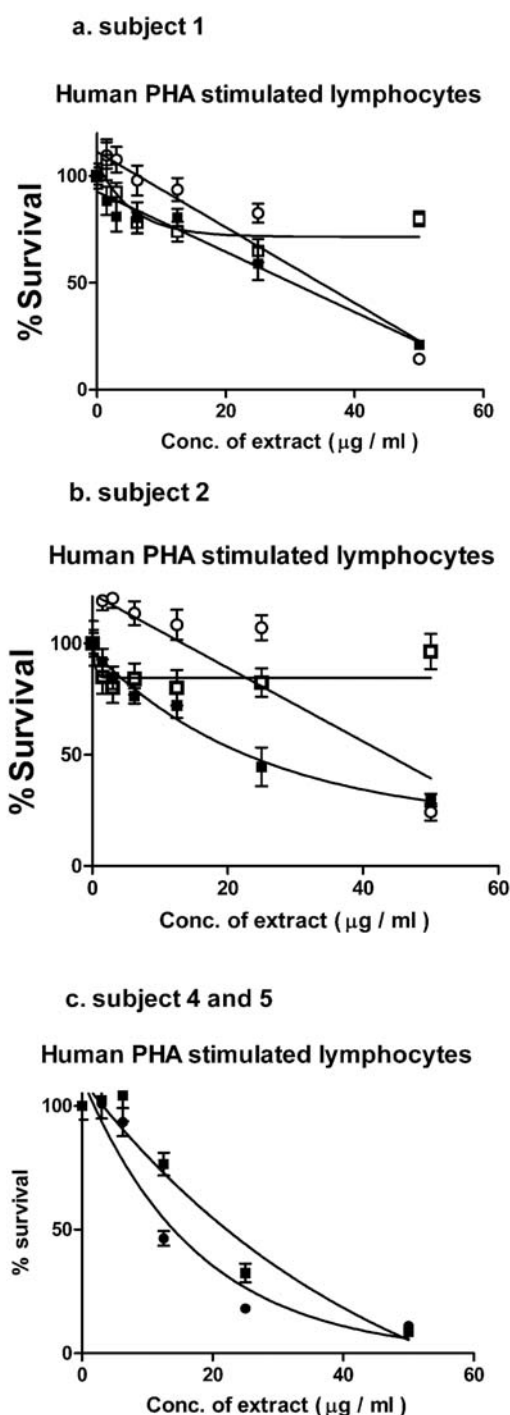 a. subject 1
Human PHA stimulated lymphocytes
% Survival
100
50
0
0 20 40 60
Conc. of extract ( μg / ml )
b. subject 2
Human PHA stimulated lymphocytes
% Survival
100
50
0
0 20 40 60
Conc. of extract ( μg / ml )
c. subject 4 and 5
Human PHA stimulated lymphocytes
% survival
100
50
0
0 20 40 60
Conc. of extract ( μg / ml )